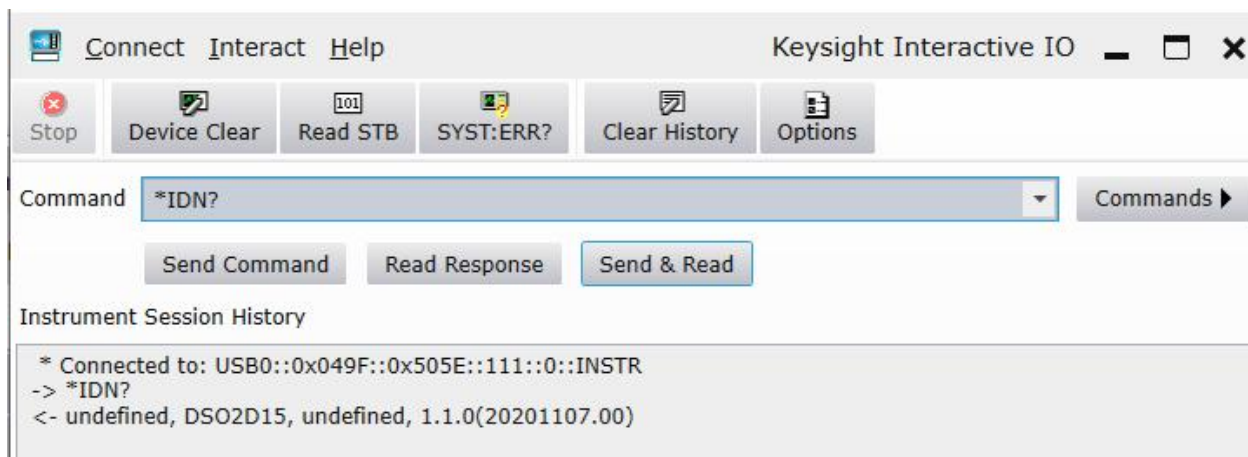 Connect Interact Help Keysight Interactive IO
Stop Device Clear 101 Read STB SYST:ERR? Clear History Options
Command *IDN? Commands
Send Command Read Response Send & Read
Instrument Session History
* Connected to: USB0::0x049F::0x505E::111::0::INSTR
-> *IDN?
<- undefined, DSO2D15, undefined, 1.1.0(20201107.00)